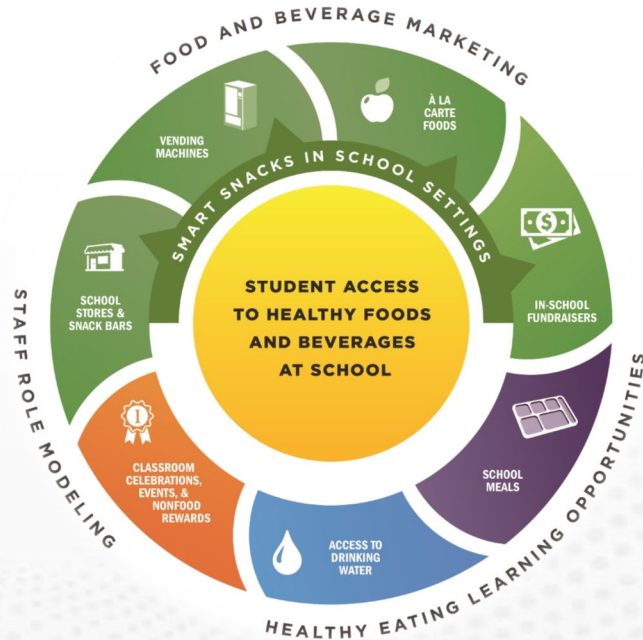 FOOD AND BEVERAGE MARKETING
VENDING
MACHINES
À LA
CARTE
FOODS
SMART SNACKS IN SCHOOL SETTINGS
SCHOOL
STORES &
SNACK BARS
IN-SCHOOL
FUNDRAISERS
STUDENT ACCESS
TO HEALTHY FOODS
AND BEVERAGES
AT SCHOOL
STAFF ROLE MODELING
1
CLASSROOM
CELEBRATIONS,
EVENTS, &
NONFOOD
REWARDS
SCHOOL
MEALS
ACCESS TO
DRINKING
WATER
HEALTHY EATING LEARNING OPPORTUNITIES
$